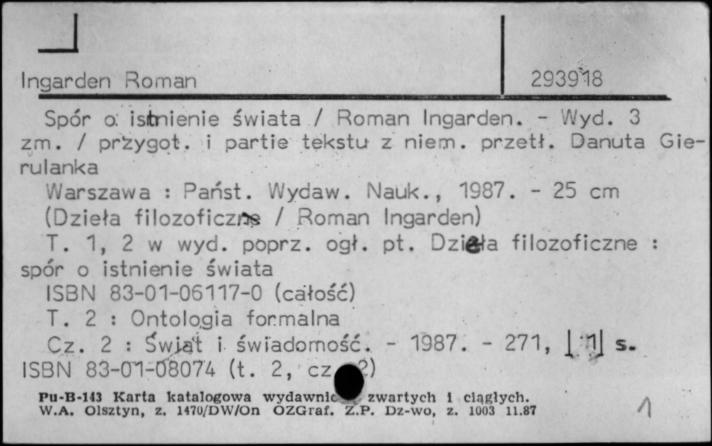 Ingarden Roman 293918
Spór o istnienie świata / Roman Ingarden. - Wyd. 3
zm. / przygot. i partie tekstu z niem. przetł. Danuta Gie-
rulanka
Warszawa : Państ. Wydaw. Nauk., 1987. - 25 cm
(Dzieła filozoficzne / Roman Ingarden)
T. 1, 2 w wyd. poprz. ogł. pt. Dzieła filozoficzne :
spór o istnienie świata
ISBN 83-01-06117-0 (całość)
T. 2 : Ontologia formalna
Cz. 2 : Świat i świadomość. - 1987. - 271, [1] s.
ISBN 83-01-08074 (t. 2, cz. 2)
Pu-B-143 Karta katalogowa zwartych i ciągłych.
W.A. Olsztyn, z. 1470/DW/On OZGraf. Z.P. Dz-wo, z. 1003 11.87
1